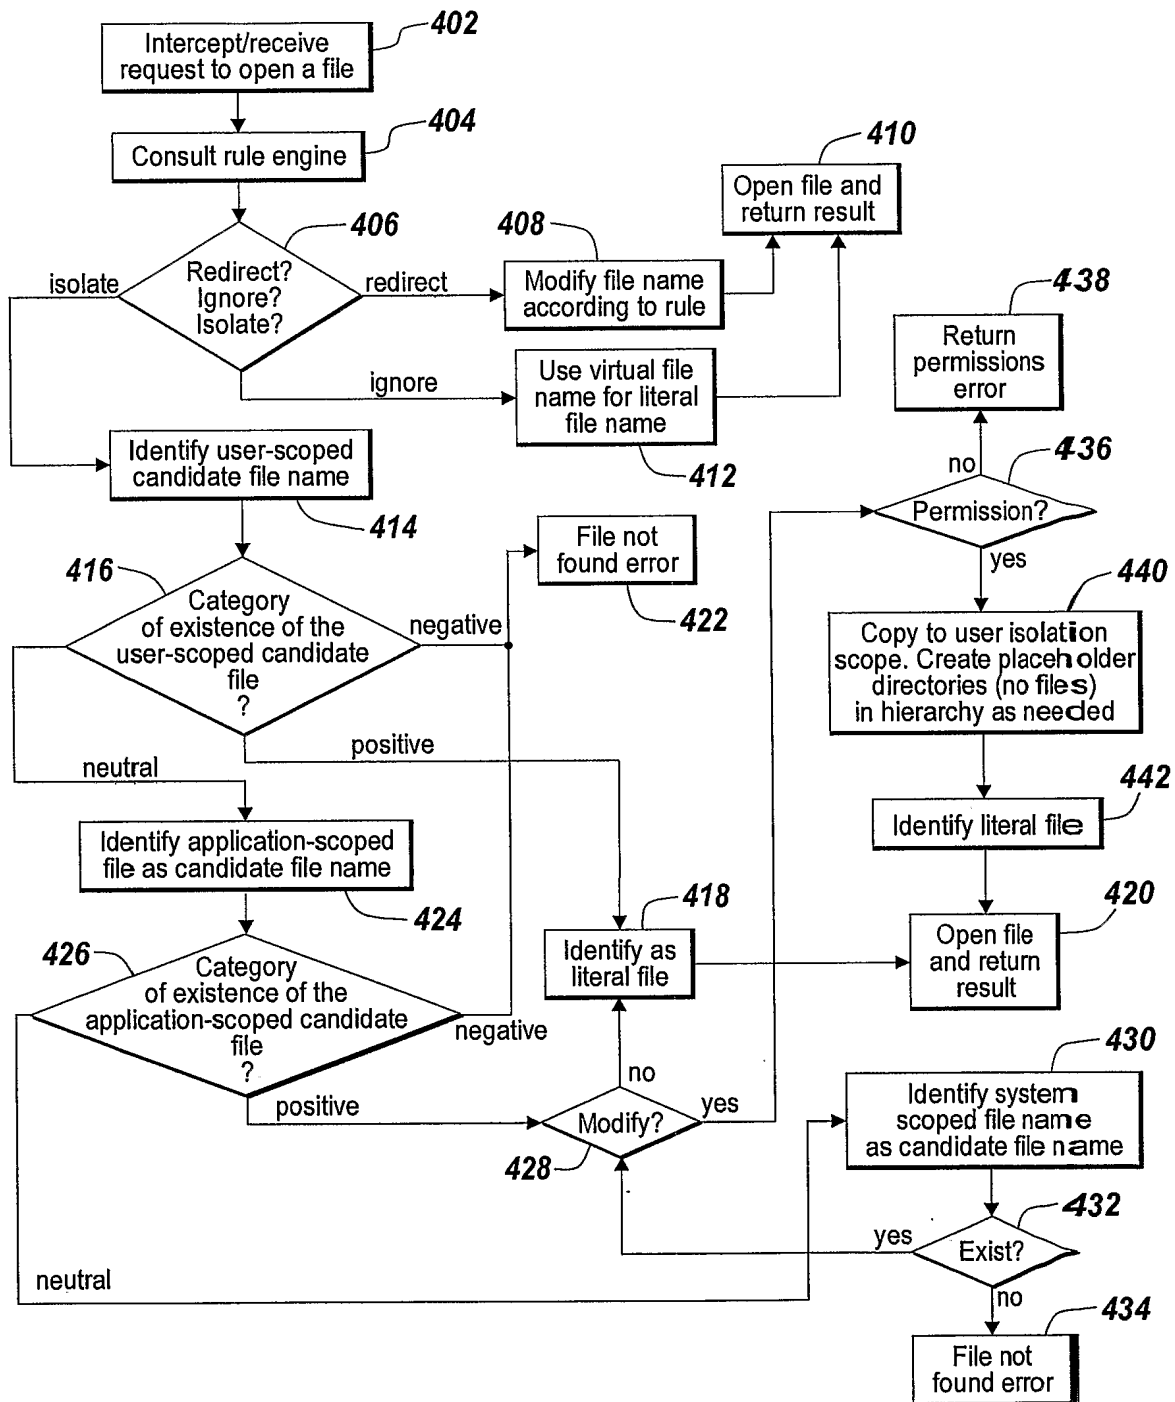 402
Intercept/receive
request to open a file
404
Consult rule engine
410
Open file and
return result
406
Redirect?
Ignore?
Isolate?
isolate
redirect
408
Modify file name
according to rule
ignore
Use virtual file
name for literal
file name
412
438
Return
permissions
error
no
436
Permission?
yes
Identify user-scoped
candidate file name
414
File not
found error
422
416
Category
of existence of the
user-scoped candidate
file
?
negative
positive
neutral
440
Copy to user isolation
scope. Create placeholder
directories (no files)
in hierarchy as needed
442
Identify literal file
Identify application-scoped
file as candidate file name
424
418
Identify as
literal file
420
Open file
and return
result
426
Category
of existence of the
application-scoped candidate
file
?
negative
positive
no
Modify?
yes
428
430
Identify system
scoped file name
as candidate file name
432
yes
Exist?
neutral
no
434
File not
found error